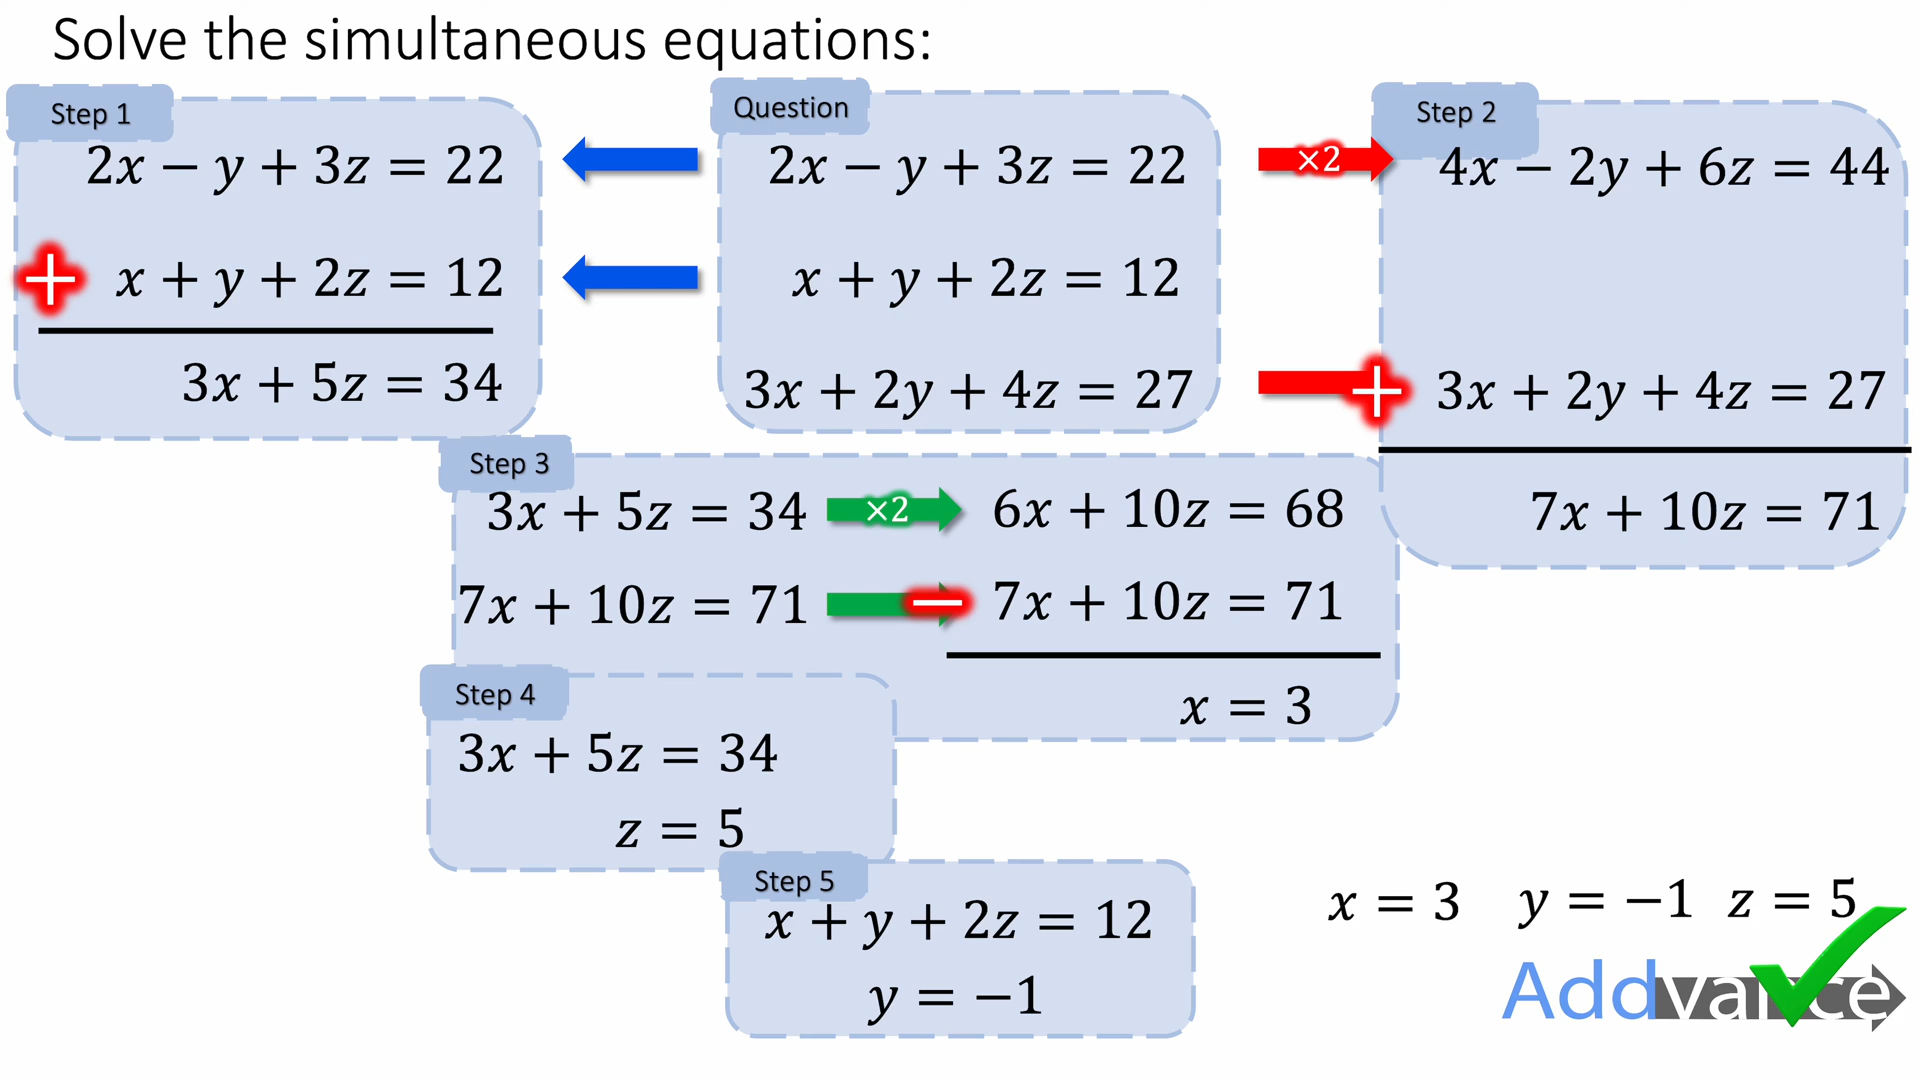 Solve the simultaneous equations:
Step 1
2x − y + 3z = 22
+ x + y + 2z = 12
3x + 5z = 34
Question
2x − y + 3z = 22
x + y + 2z = 12
3x + 2y + 4z = 27
×2
Step 2
4x − 2y + 6z = 44
+ 3x + 2y + 4z = 27
7x + 10z = 71
Step 3
3x + 5z = 34 ×2 6x + 10z = 68
7x + 10z = 71 − 7x + 10z = 71
x = 3
Step 4
3x + 5z = 34
z = 5
Step 5
x + y + 2z = 12
y = −1
x = 3 y = −1 z = 5
Addvance